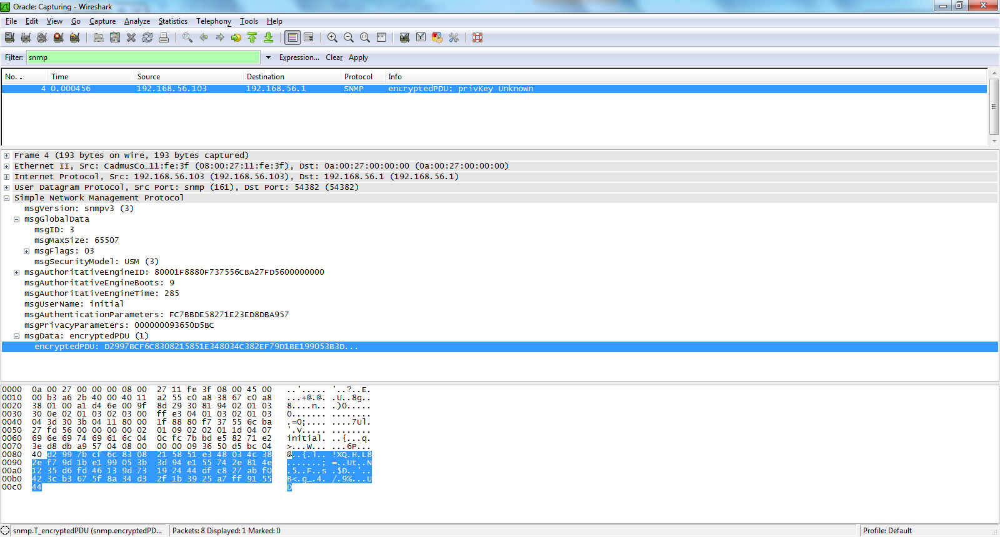 Oracle: Capturing - Wireshark
File Edit View Go Capture Analyze Statistics Telephony Tools Help
Filter: snmp Expression... Clear Apply
No. . Time Source Destination Protocol Info
4 0.000456 192.168.56.103 192.168.56.1 SNMP encryptedPDU: privKey Unknown
Frame 4 (193 bytes on wire, 193 bytes captured)
Ethernet II, Src: CadmusCo_11:fe:3f (08:00:27:11:fe:3f), Dst: 0a:00:27:00:00:00 (0a:00:27:00:00:00)
Internet Protocol, Src: 192.168.56.103 (192.168.56.103), Dst: 192.168.56.1 (192.168.56.1)
User Datagram Protocol, Src Port: snmp (161), Dst Port: 54382 (54382)
Simple Network Management Protocol
msgVersion: snmpv3 (3)
msgGlobalData
msgID: 3
msgMaxSize: 65507
msgFlags: 03
msgSecurityModel: USM (3)
msgAuthoritativeEngineID: 80001F8880F737556CBA27FD5600000000
msgAuthoritativeEngineBoots: 9
msgAuthoritativeEngineTime: 285
msgUserName: initial
msgAuthenticationParameters: FC7BBDE58271E23ED8DBA957
msgPrivacyParameters: 000000093650D5BC
msgData: encryptedPDU (1)
encryptedPDU: D2997BCF6C8308215851E348034C382EF79D1BE199053B3D...
0000 0a 00 27 00 00 00 08 00 27 11 fe 3f 08 00 45 00 ..'..... '..?..E.
0010 00 b3 a6 2b 40 00 40 11 a2 55 c0 a8 38 67 c0 a8 ...+@.@. .U..8g..
0020 38 01 00 a1 d4 6e 00 9f 8d 29 30 81 94 02 01 03 8....n.. .)0.....
0030 30 0e 02 01 03 02 03 00 ff e3 04 01 03 02 01 03 0....... ........
0040 04 3d 30 3b 04 11 80 00 1f 88 80 f7 37 55 6c ba .=0;.... ....7Ul.
0050 27 fd 56 00 00 00 00 02 01 09 02 02 01 1d 04 07 '.V..... ........
0060 69 6e 69 74 69 61 6c 04 0c fc 7b bd e5 82 71 e2 initial. ..{...q.
0070 3e d8 db a9 57 04 08 00 00 00 09 36 50 d5 bc 04 >...W... ...6P...
0080 40 d2 99 7b cf 6c 83 08 21 58 51 e3 48 03 4c 38 @..{.l.. !XQ.H.L8
0090 2e f7 9d 1b e1 99 05 3b 3d 94 e1 55 74 2e 81 4e .......; =..Ut..N
00a0 12 35 d6 fd 46 13 9d 73 19 24 44 df c8 27 ab f0 .5..F..s .$D..'..
00b0 42 3c b3 67 5f 8a 34 d3 2f 1b 39 25 a7 ff 91 55 B<.g_.4. /.9%...U
00c0 44 D
snmp.T_encryptedPDU (snmp.encryptedPD... Packets: 8 Displayed: 1 Marked: 0 Profile: Default